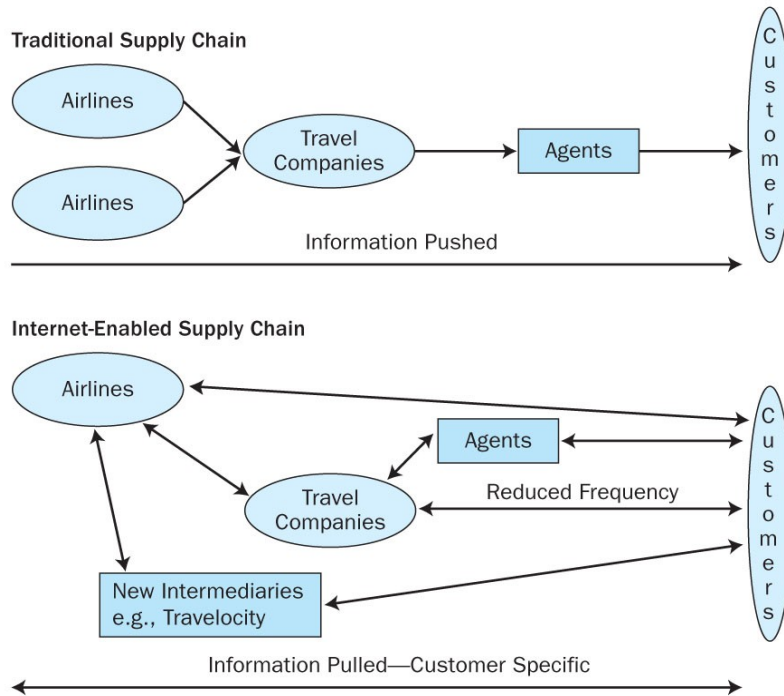 Traditional Supply Chain
Airlines
Airlines
Travel
Companies
Agents
Customers
Information Pushed
Internet-Enabled Supply Chain
Airlines
Agents
Travel
Companies
Reduced Frequency
Customers
New Intermediaries
e.g., Travelocity
Information Pulled—Customer Specific